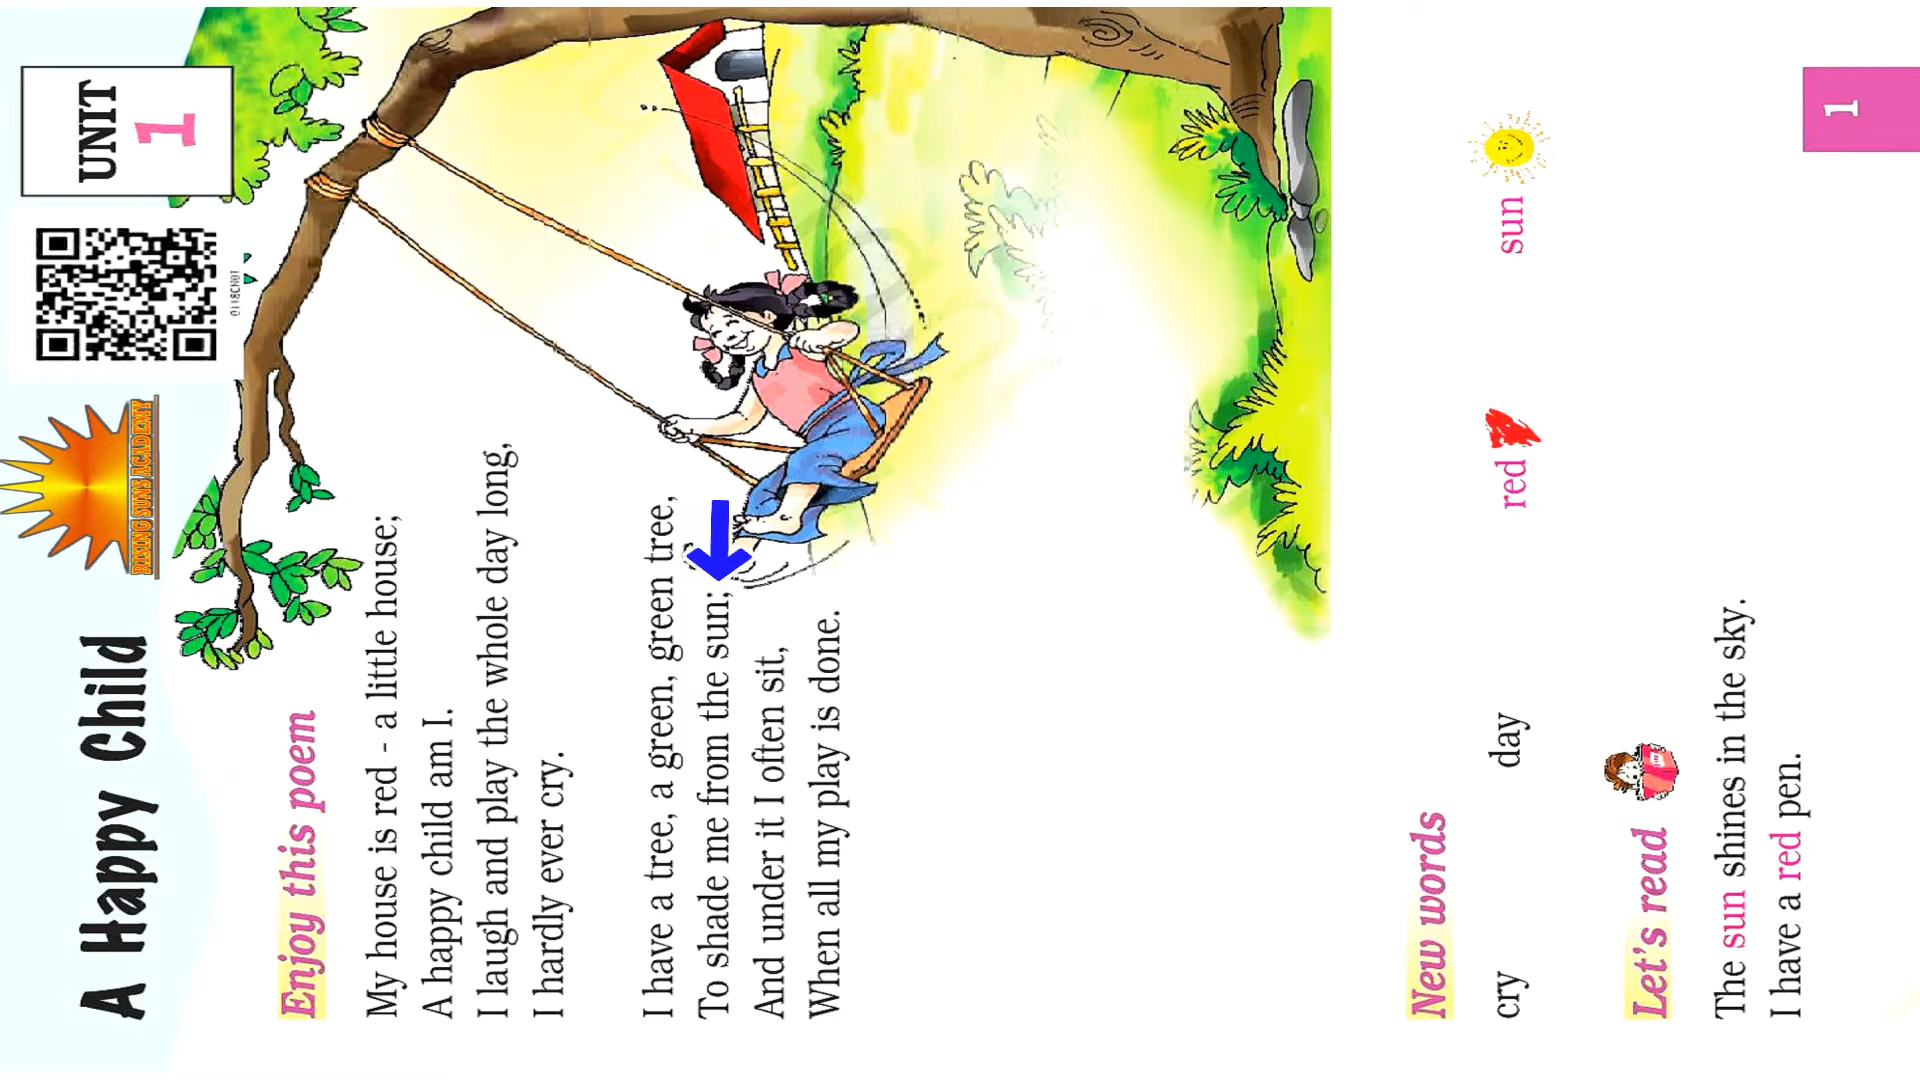 UNIT
1
0118CH01
RISING SUNS ACADEMY
A Happy Child
Enjoy this poem
My house is red - a little house;
A happy child am I.
I laugh and play the whole day long,
I hardly ever cry.
I have a tree, a green, green tree,
To shade me from the sun;
And under it I often sit,
When all my play is done.
New words
cry day red sun
Let's read
The sun shines in the sky.
I have a red pen.
1